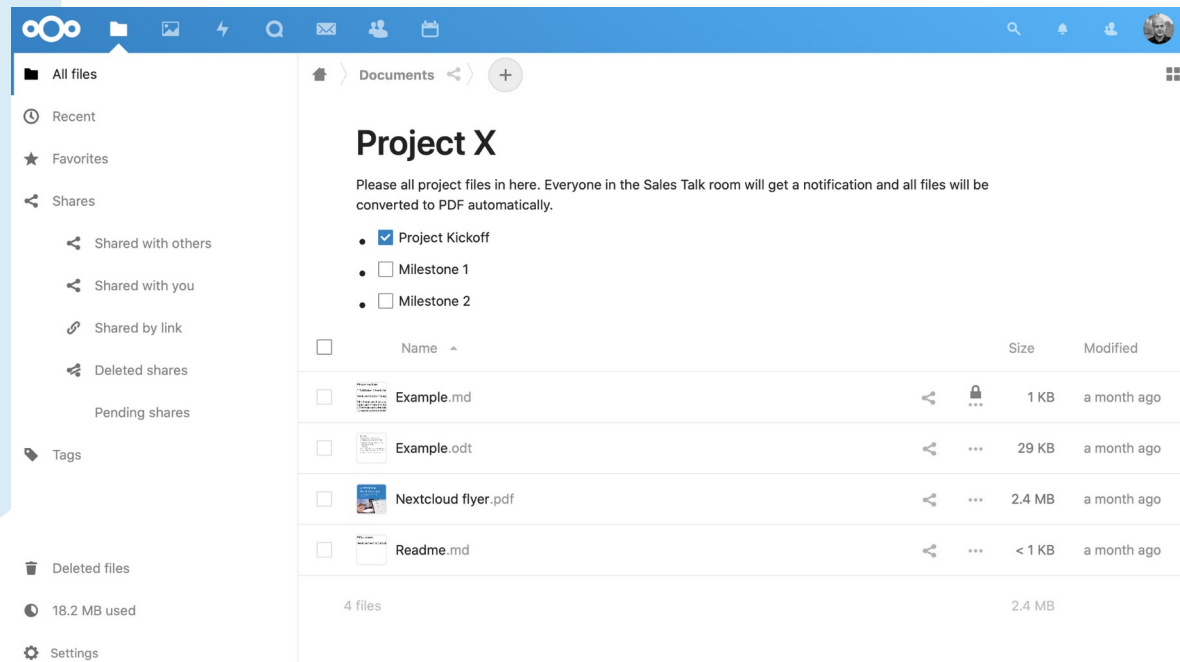 All files
Recent
Favorites
Shares
Shared with others
Shared with you
Shared by link
Deleted shares
Pending shares
Tags
Deleted files
18.2 MB used
Settings
Documents
Project X
Please all project files in here. Everyone in the Sales Talk room will get a notification and all files will be
converted to PDF automatically.
Project Kickoff
Milestone 1
Milestone 2
Name Size Modified
Example.md 1 KB a month ago
Example.odt 29 KB a month ago
Nextcloud flyer.pdf 2.4 MB a month ago
Readme.md < 1 KB a month ago
4 files 2.4 MB